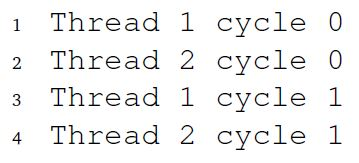 1 Thread 1 cycle 0
2 Thread 2 cycle 0
3 Thread 1 cycle 1
4 Thread 2 cycle 1